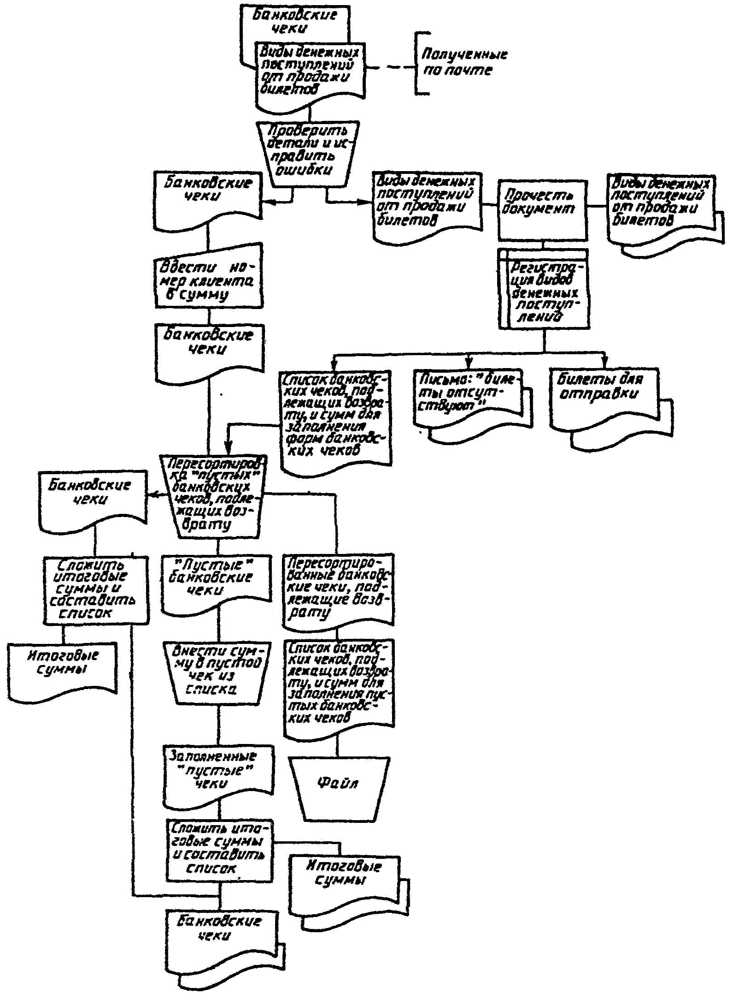 Банковские
чеки
Виды денежных
поступлений
от продажи
билетов
Полученные
по почте
Проверить
детали и ис-
править
ошибки
Банковские
чеки
Виды денежных
поступлений
от продажи
билетов
Прочесть
документ
Виды денежных
поступлений
от продажи
билетов
Ввести но-
мер клиента
в сумму
Регистра-
ция видов
денежных
поступ-
лений
Банковские
чеки
Список банковс-
ких чеков, под-
лежащих возвра-
ту, и сумм для
заполнения
форм банковс-
ких чеков
Письма: "биле-
ты отсут-
ствуют"
Билеты для
отправки
Пересортиров-
ка "пустых"
банковских
чеков, подле-
жащих воз-
врату
Банковские
чеки
Сложить
итоговые
суммы и
составить
список
"Пустые"
банковские
чеки
Пересортиро-
ванные банковс-
кие чеки, под-
лежащие возв-
рату
Итоговые
суммы
Внести сум-
му в пустой
чек из
списка
Список банковс-
ких чеков, под-
лежащих возвра-
ту, и сумм для
заполнения пус-
тых банковс-
ких чеков
Заполненные
"пустые"
чеки
Файл
Сложить ито-
говые суммы
и составить
список
Итоговые
суммы
Банковские
чеки